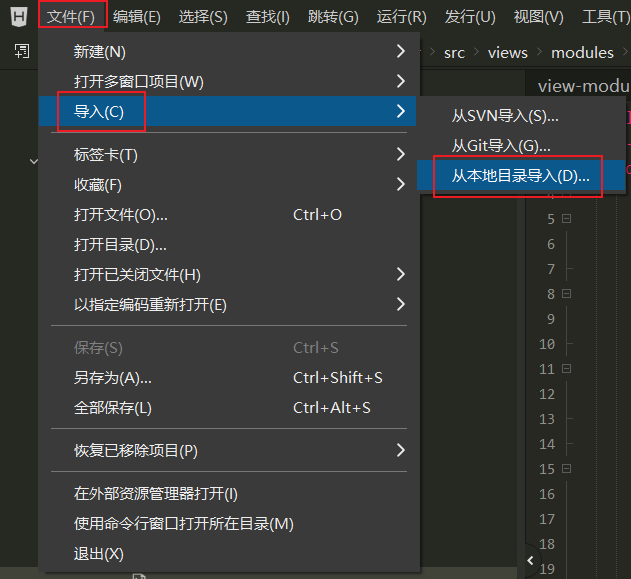 H 文件(F) 编辑(E) 选择(S) 查找(I) 跳转(G) 运行(R) 发行(U) 视图(V) 工具(T)
src > views > modules
新建(N)
打开多窗口项目(W)
view-modu
导入(C)
从SVN导入(S)...
从Git导入(G)...
标签卡(T)
从本地目录导入(D)...
收藏(F)
打开文件(O)... Ctrl+O
5
打开目录(D)...
6
打开已关闭文件(H)
7
以指定编码重新打开(E)
8
9
保存(S) Ctrl+S
10
另存为(A)... Ctrl+Shift+S
11
全部保存(L) Ctrl+Alt+S
12
13
恢复已移除项目(P)
14
15
在外部资源管理器打开(I)
16
使用命令行窗口打开所在目录(M)
17
退出(X)
18
19